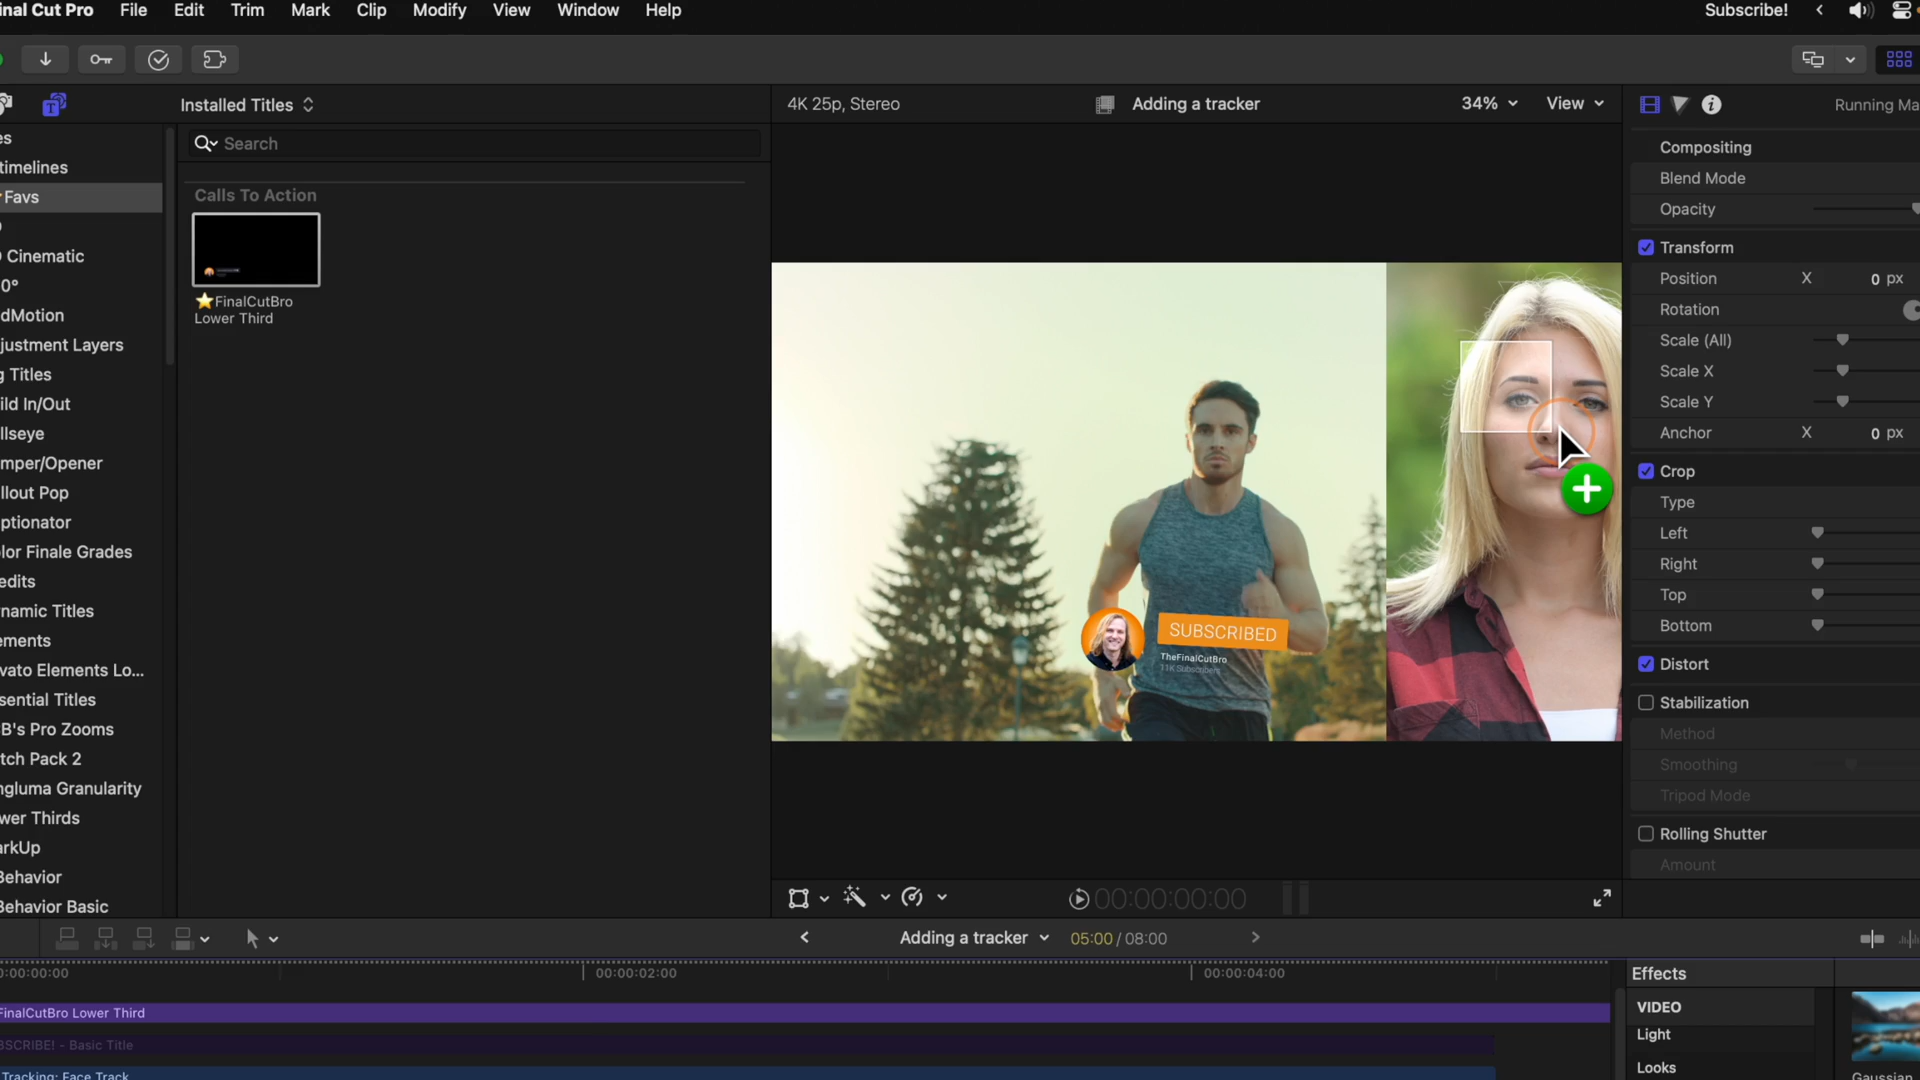 inal Cut Pro File Edit Trim Mark Clip Modify View Window Help Subscribe!
Installed Titles
4K 25p, Stereo
Adding a tracker
34%
View
Running Ma
Search
es
timelines
Favs
Cinematic
0°
dMotion
justment Layers
g Titles
ild In/Out
llseye
mper/Opener
llout Pop
ptionator
lor Finale Grades
edits
namic Titles
ements
vato Elements Lo...
sential Titles
B's Pro Zooms
tch Pack 2
ngluma Granularity
wer Thirds
arkUp
Behavior
Behavior Basic
Calls To Action
⭐FinalCutBro
Lower Third
SUBSCRIBED
TheFinalCutBro
11K Subscribers
Compositing
Blend Mode
Opacity
Transform
Position X 0 px
Rotation
Scale (All)
Scale X
Scale Y
Anchor X 0 px
Crop
Type
Left
Right
Top
Bottom
Distort
Stabilization
Method
Smoothing
Tripod Mode
Rolling Shutter
Amount
00:00:00:00
Adding a tracker
05:00 / 08:00
0:00:00:00
00:00:02:00
00:00:04:00
FinalCutBro Lower Third
BSCRIBE! - Basic Title
Tracking: Face Track
Effects
VIDEO
Light
Looks
Gaussian